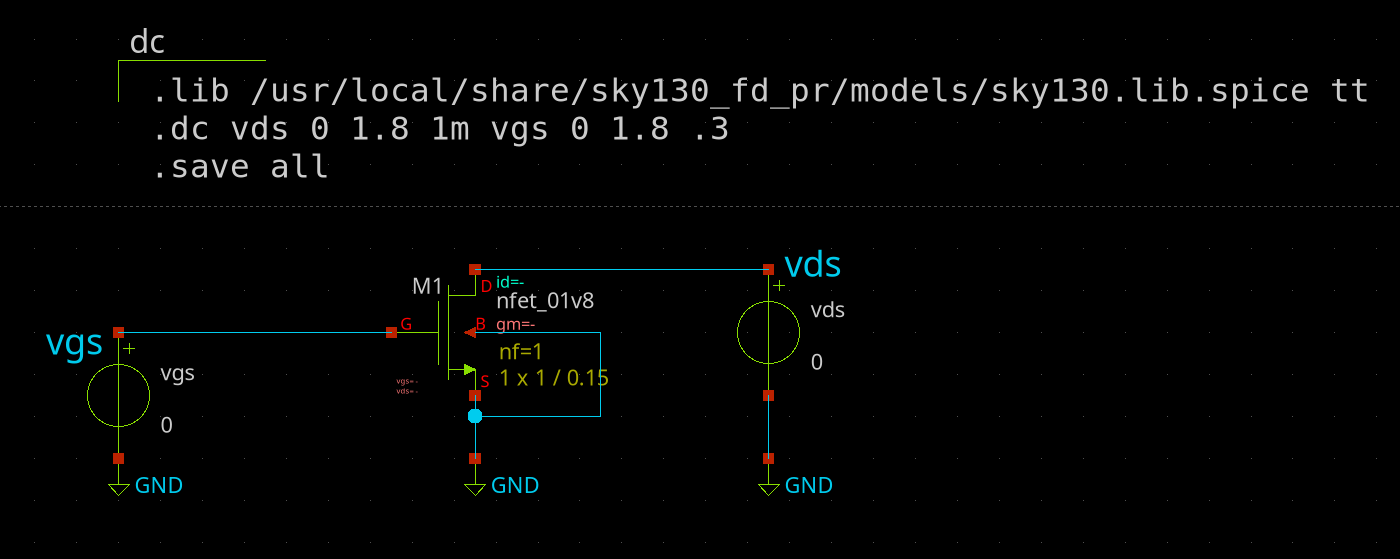 dc
.lib /usr/local/share/sky130_fd_pr/models/sky130.lib.spice tt
.dc vds 0 1.8 1m vgs 0 1.8 .3
.save all
vds
M1
D
id=-
nfet_01v8
vds
G
B
gm=-
vgs
nf=1
0
vgs
1 x 1 / 0.15
S
vgs=-
vds=-
0
GND
GND
GND